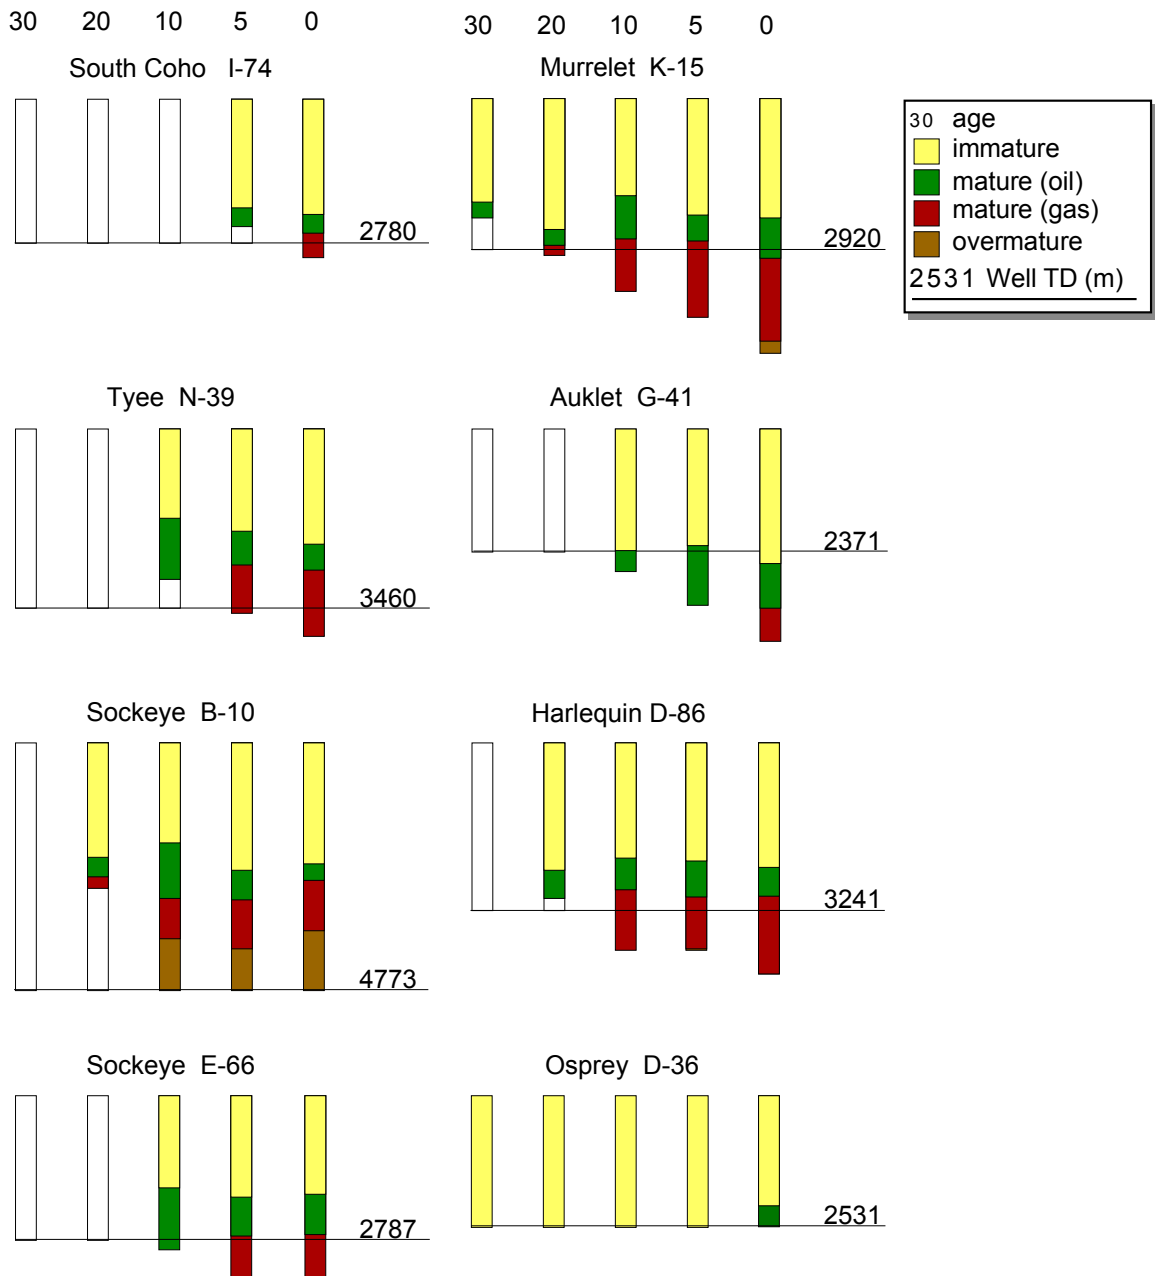 30 20 10 5 0
30 20 10 5 0
South Coho I-74
Murrelet K-15
30 age
immature
mature (oil)
mature (gas)
overmature
2531 Well TD (m)
2780
2920
Tyee N-39
Auklet G-41
3460
2371
Sockeye B-10
Harlequin D-86
4773
3241
Sockeye E-66
Osprey D-36
2787
2531